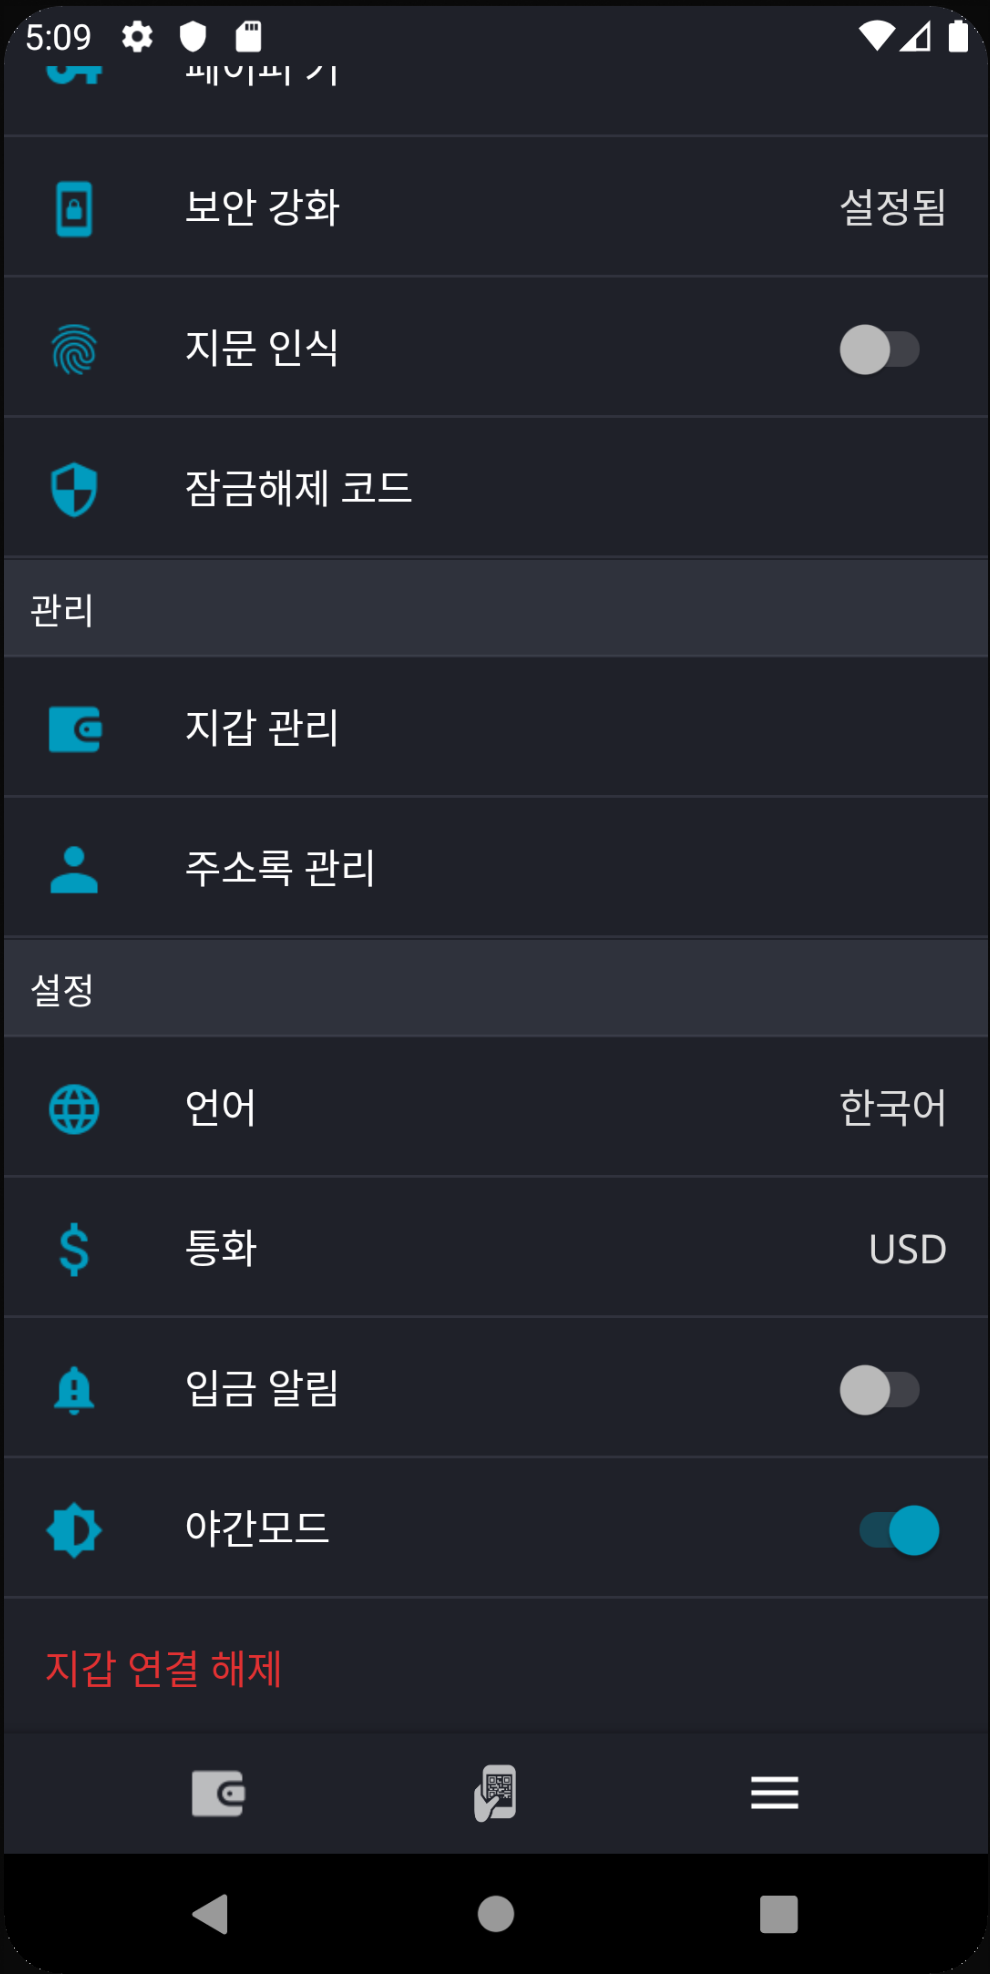 5:09
보안 강화
설정됨
지문 인식
잠금해제 코드
관리
지갑 관리
주소록 관리
설정
언어
한국어
통화
USD
입금 알림
야간모드
지갑 연결 해제